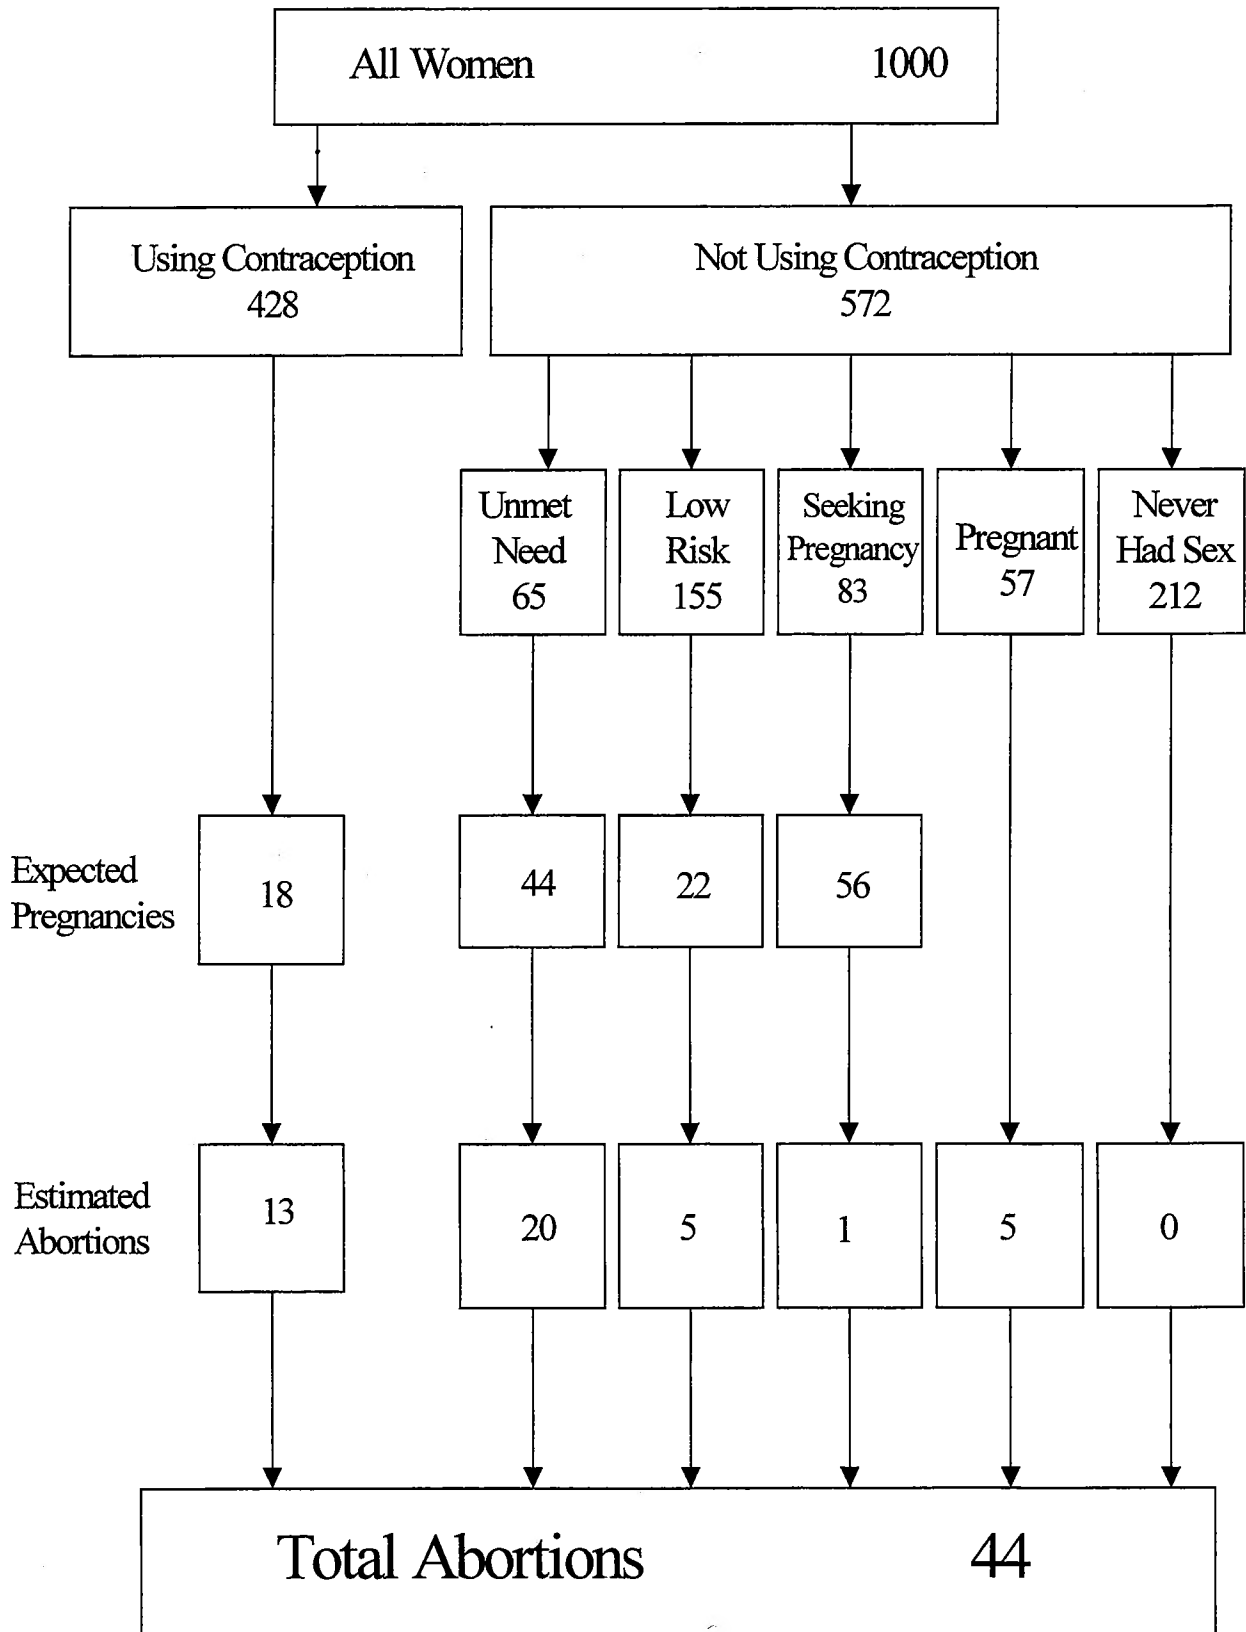 All Women 1000
Using Contraception
428
Not Using Contraception
572
Unmet
Need
65
Low
Risk
155
Seeking
Pregnancy
83
Pregnant
57
Never
Had Sex
212
Expected
Pregnancies
18
44
22
56
Estimated
Abortions
13
20
5
1
5
0
Total Abortions 44